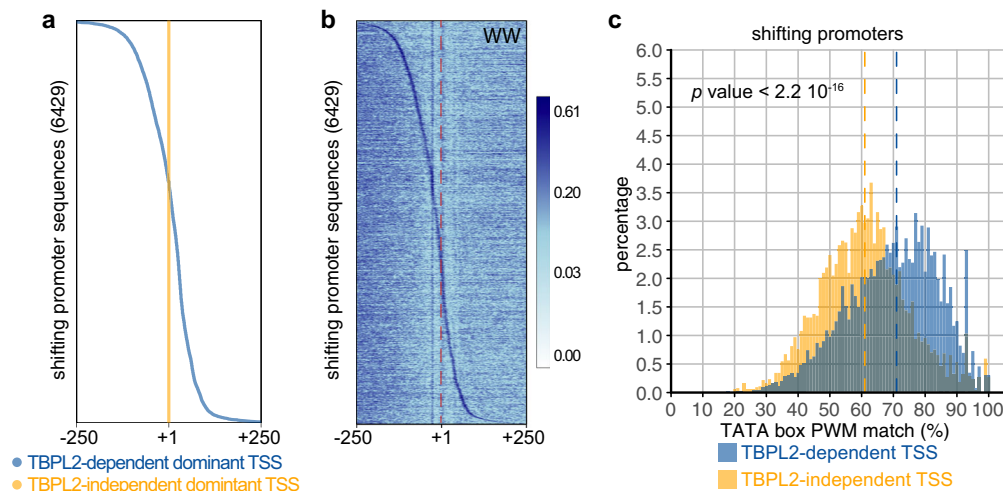 a
shifting promoter sequences (6429)
-250
+1
+250
TBPL2-dependent dominant TSS
TBPL2-independent dominant TSS
b
WW
shifting promoter sequences (6429)
0.61
0.20
0.03
0.00
-250
+1
+250
c
shifting promoters
p value < 2.2 10-16
percentage
6.0
5.5
5.0
4.5
4.0
3.5
3.0
2.5
2.0
1.5
1.0
0.5
0.0
0 10 20 30 40 50 60 70 80 90 100
TATA box PWM match (%)
TBPL2-dependent TSS
TBPL2-independent TSS